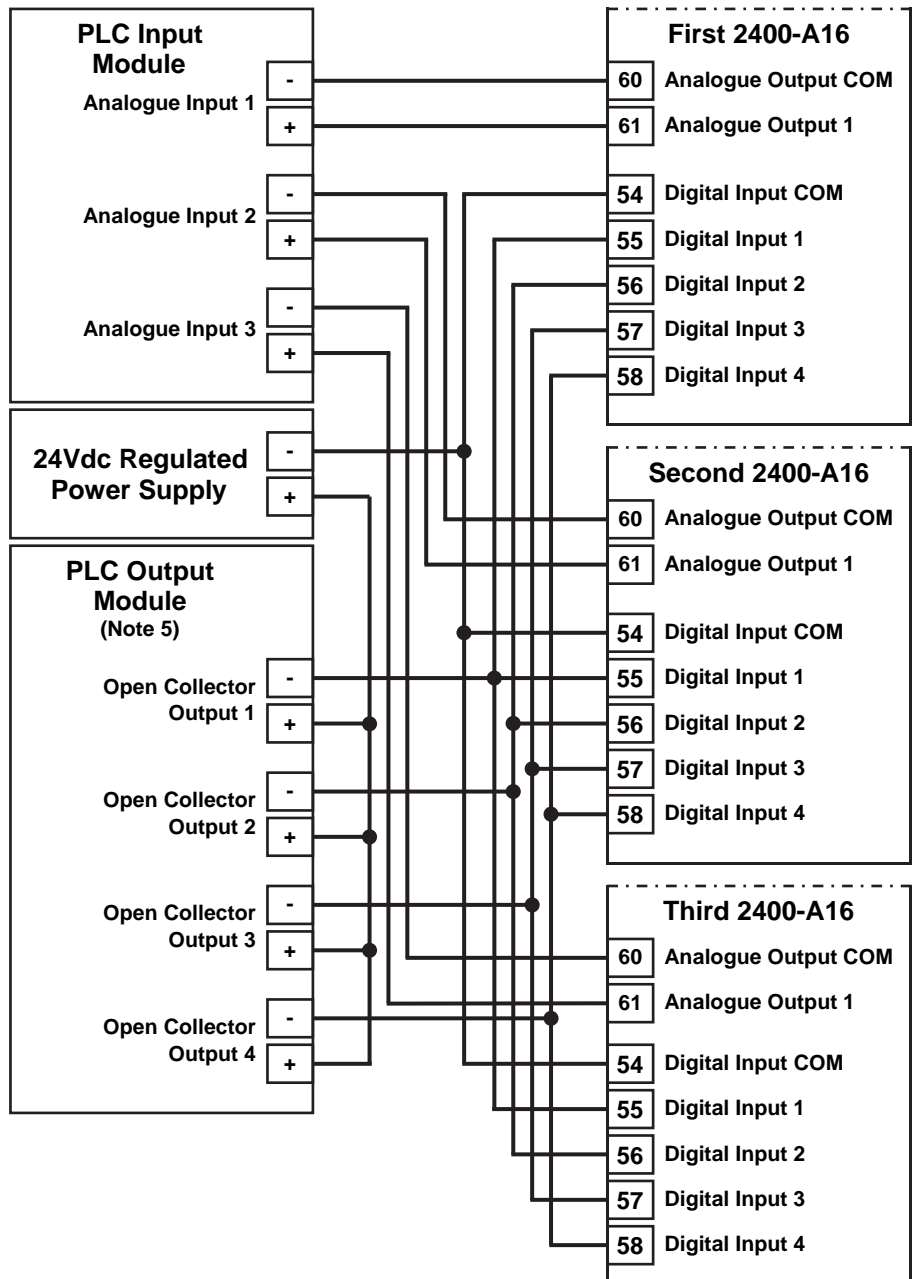 PLC Input
Module
Analogue Input 1
-
+
Analogue Input 2
-
+
Analogue Input 3
-
+
24Vdc Regulated
Power Supply
-
+
PLC Output
Module
(Note 5)
Open Collector
Output 1
-
+
Open Collector
Output 2
-
+
Open Collector
Output 3
-
+
Open Collector
Output 4
-
+
First 2400-A16
60 Analogue Output COM
61 Analogue Output 1
54 Digital Input COM
55 Digital Input 1
56 Digital Input 2
57 Digital Input 3
58 Digital Input 4
Second 2400-A16
60 Analogue Output COM
61 Analogue Output 1
54 Digital Input COM
55 Digital Input 1
56 Digital Input 2
57 Digital Input 3
58 Digital Input 4
Third 2400-A16
60 Analogue Output COM
61 Analogue Output 1
54 Digital Input COM
55 Digital Input 1
56 Digital Input 2
57 Digital Input 3
58 Digital Input 4